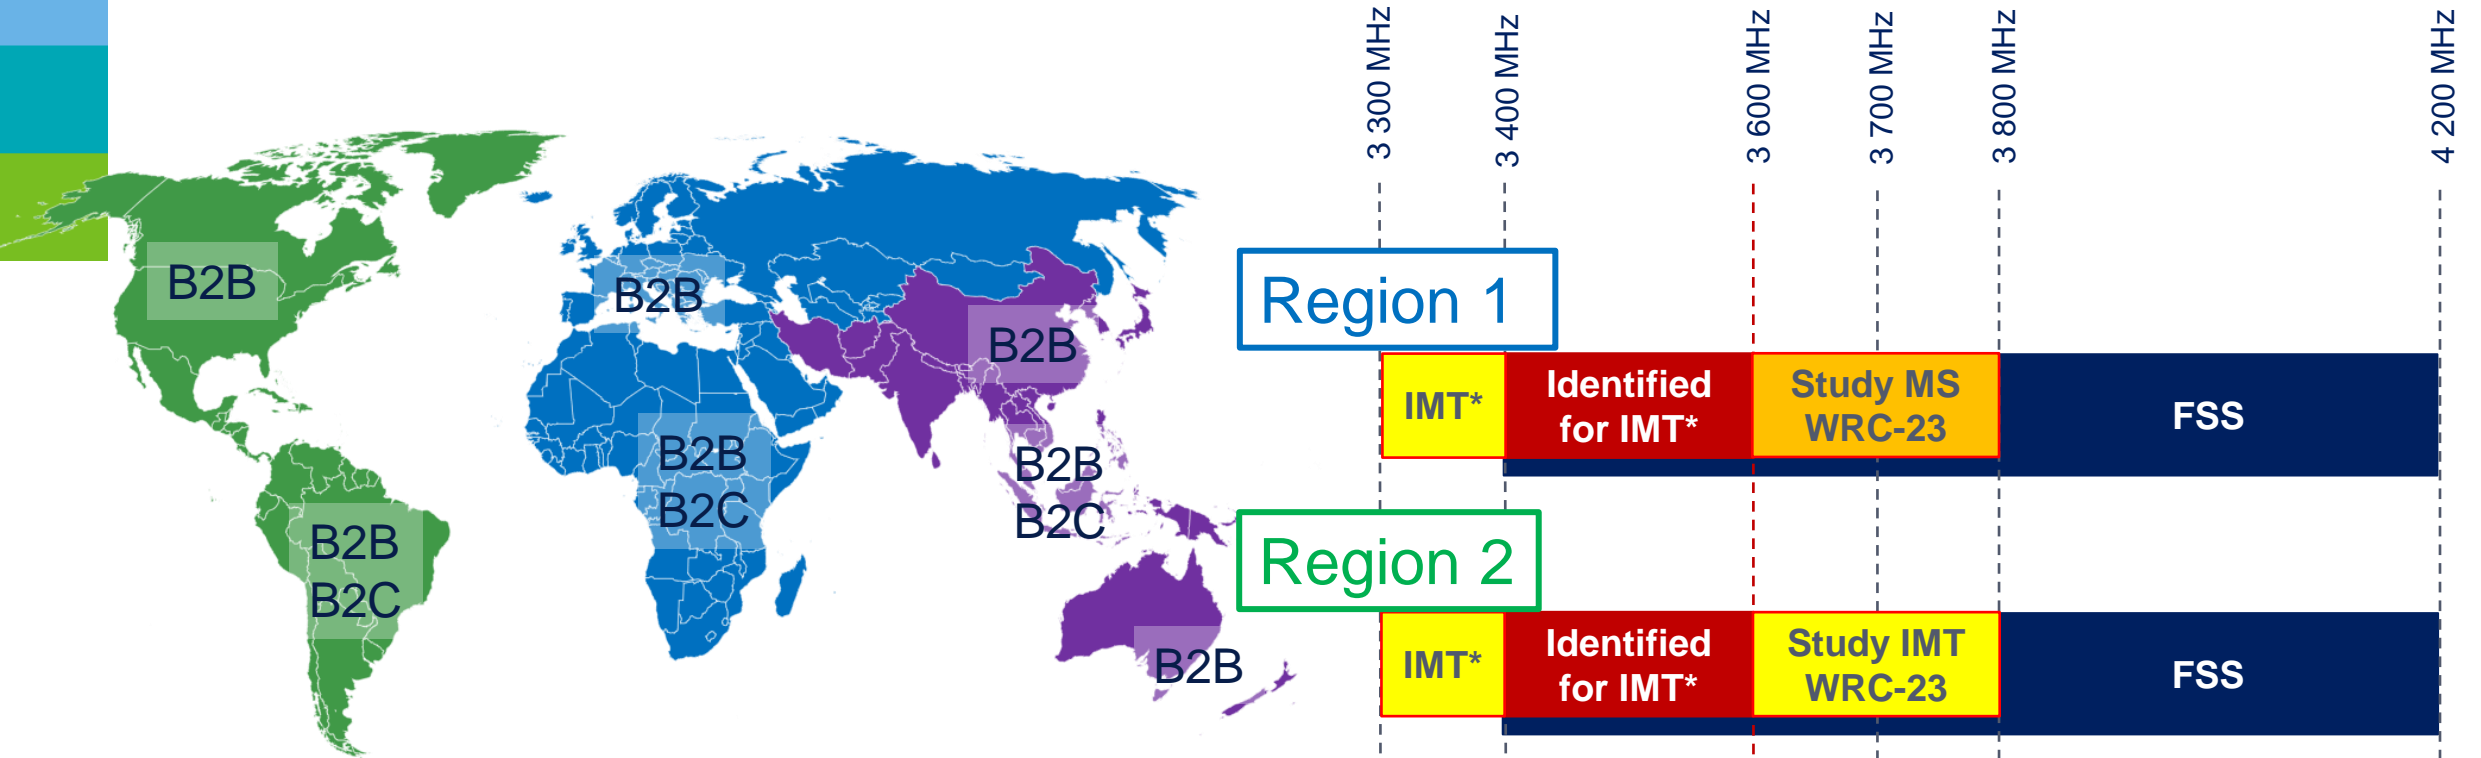 3 300 MHz
3 400 MHz
3 600 MHz
3 700 MHz
3 800 MHz
4 200 MHz
B2B
B2B
B2B
B2B
B2C
B2B
B2C
B2B
B2C
B2B
Region 1
IMT*
Identified
for IMT*
Study MS
WRC-23
FSS
Region 2
IMT*
Identified
for IMT*
Study IMT
WRC-23
FSS